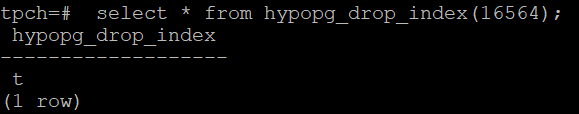 tpch=#  select * from hypopg_drop_index(16564);
 hypopg_drop_index
-------------------
 t
(1 row)